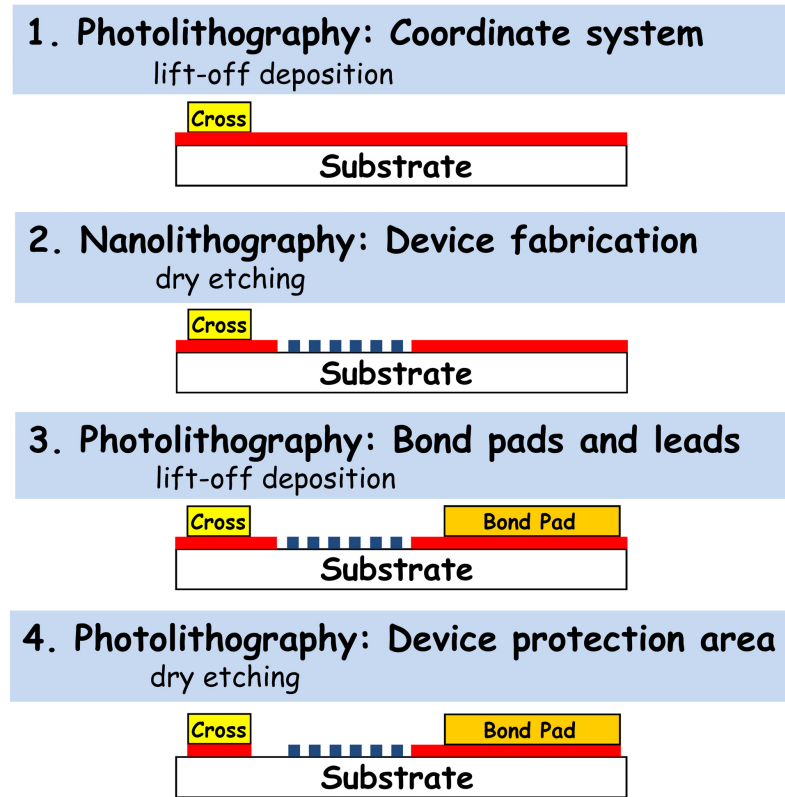 1. Photolithography: Coordinate system
lift-off deposition
Cross
Substrate
2. Nanolithography: Device fabrication
dry etching
Cross
Substrate
3. Photolithography: Bond pads and leads
lift-off deposition
Cross
Bond Pad
Substrate
4. Photolithography: Device protection area
dry etching
Cross
Bond Pad
Substrate